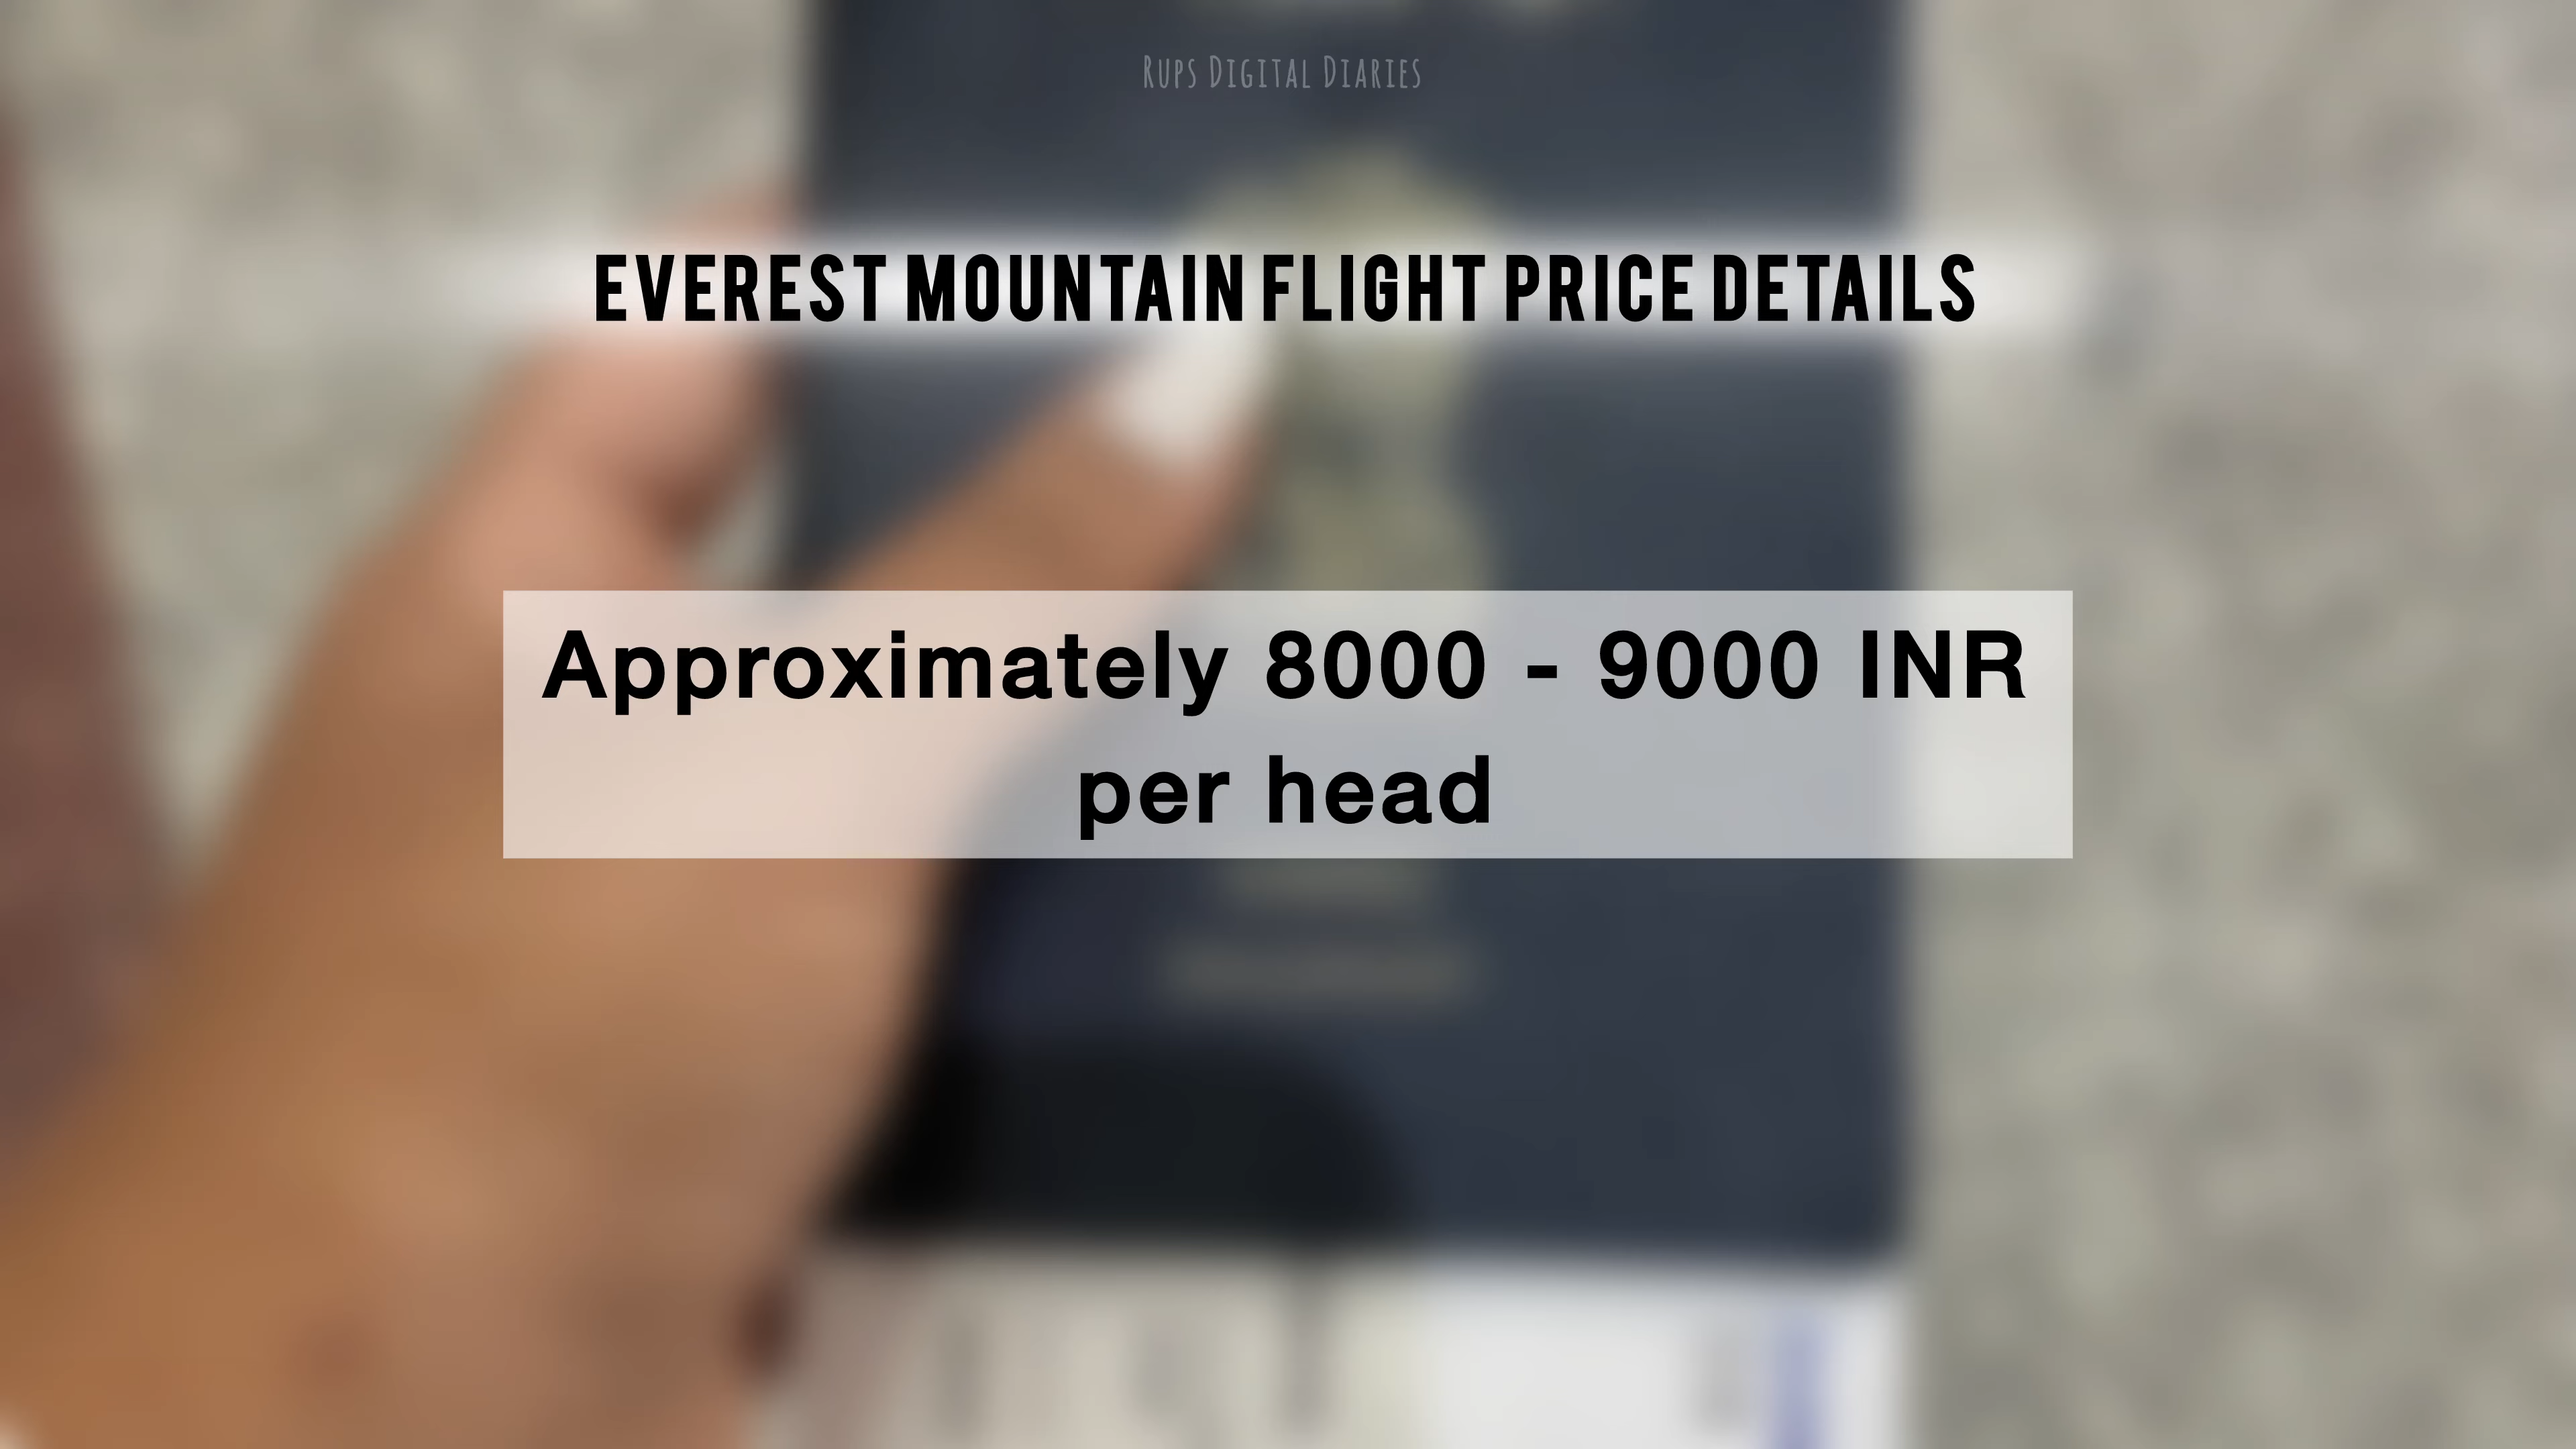 Rups Digital Diaries
EVEREST MOUNTAIN FLIGHT PRICE DETAILS
Approximately 8000 - 9000 INR
per head